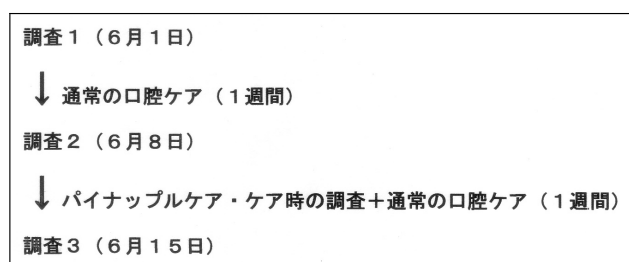 調査１（６月１日）
↓ 通常の口腔ケア（１週間）
調査２（６月８日）
↓ パイナップルケア・ケア時の調査＋通常の口腔ケア（１週間）
調査３（６月１５日）